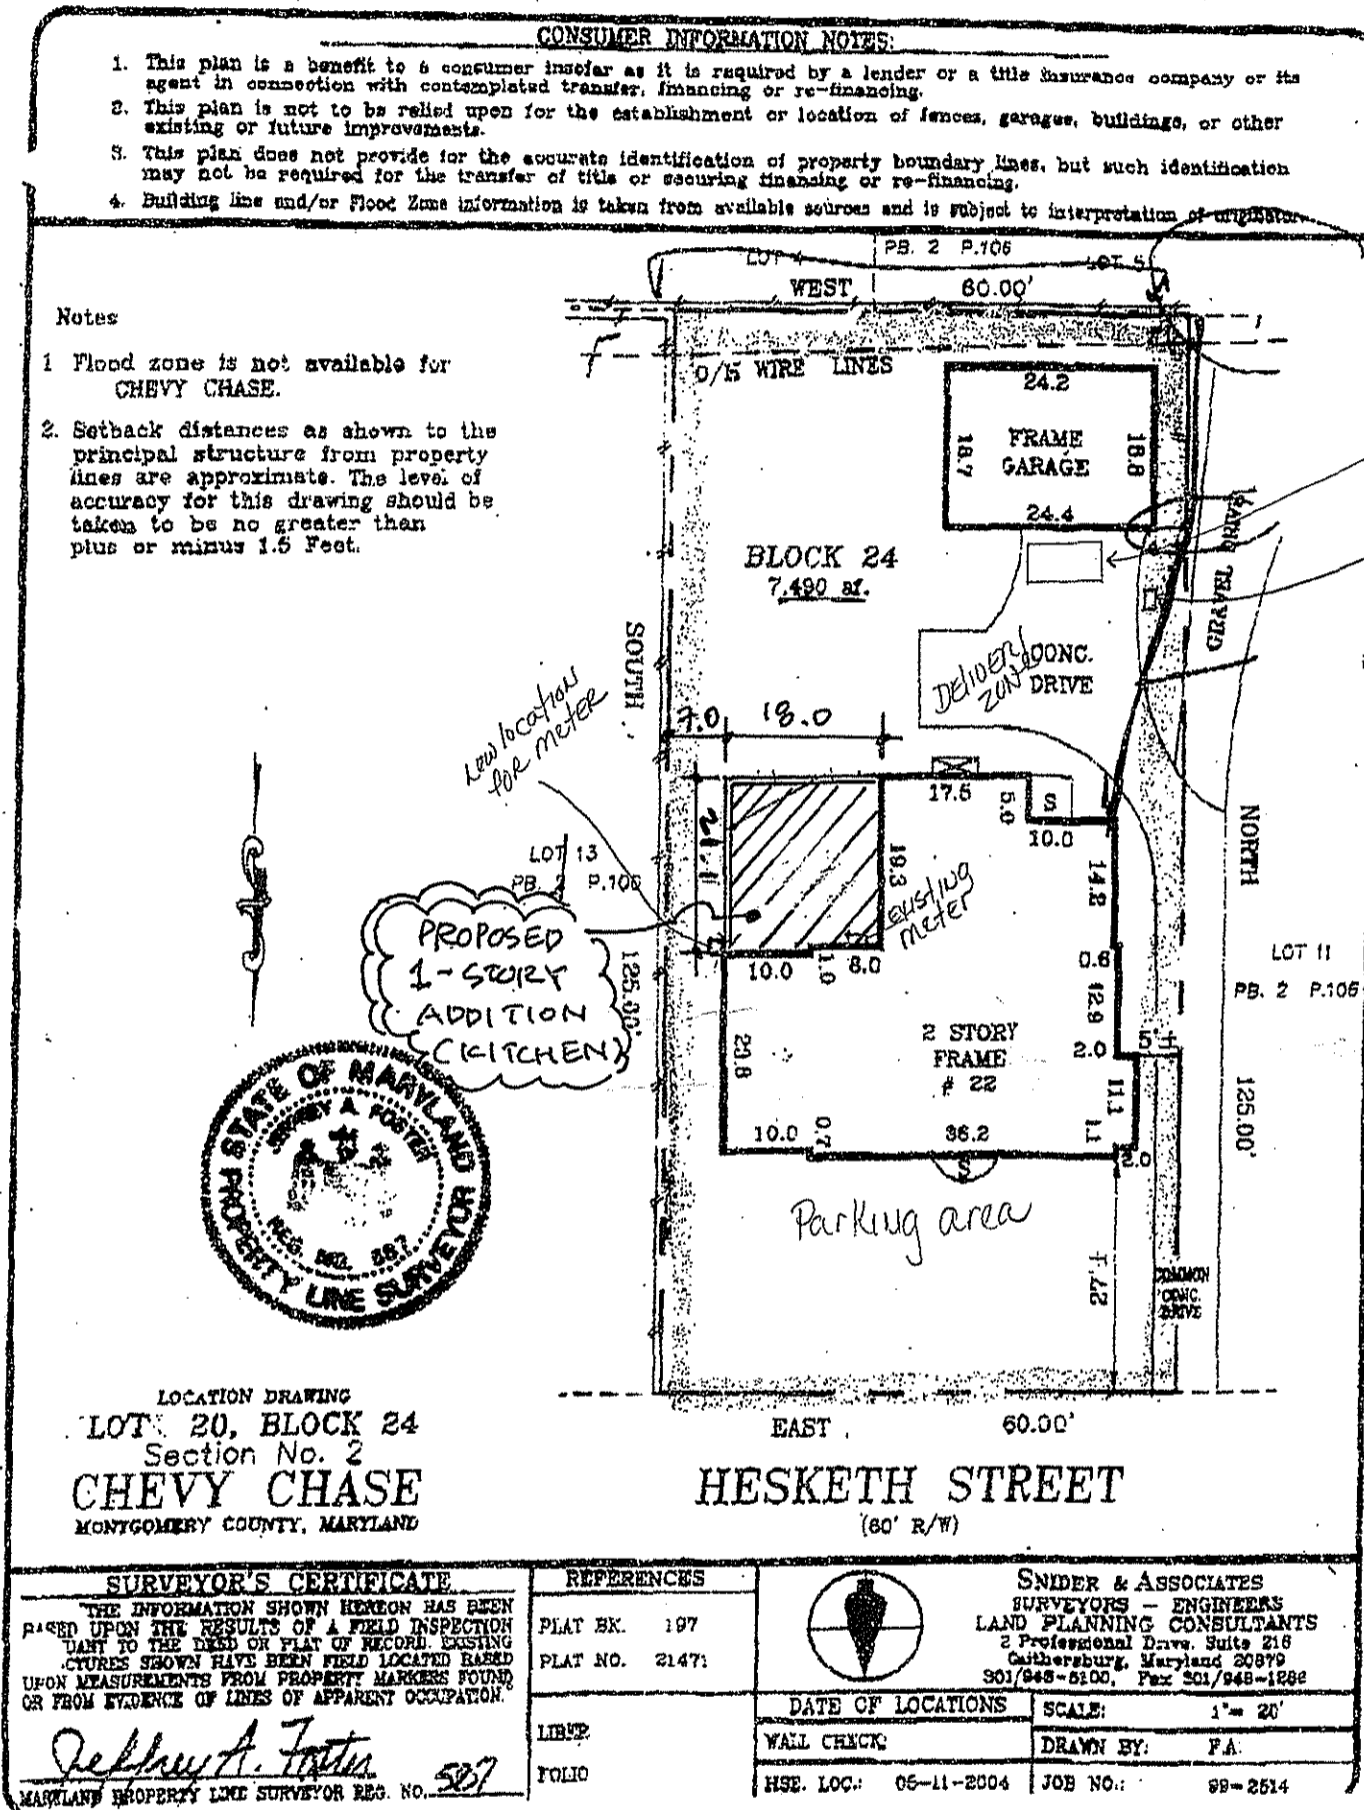 CONSUMER INFORMATION NOTES:
1. This plan is a benefit to a consumer insofar as it is required by a lender or a title insurance company or its
agent in connection with contemplated transfer, financing or re-financing.
2. This plan is not to be relied upon for the establishment or location of fences, garages, buildings, or other
existing or future improvements.
3. This plan does not provide for the accurate identification of property boundary lines, but such identification
may not be required for the transfer of title or securing financing or re-financing.
4. Building line and/or Flood Zone information is taken from available sources and is subject to interpretation of originator.
LOT 4
PB. 2 P.106
LOT 5
WEST 60.00'
Notes
1 Flood zone is not available for
CHEVY CHASE.
2. Setback distances as shown to the
principal structure from property
lines are approximate. The level of
accuracy for this drawing should be
taken to be no greater than
plus or minus 1.5 Feet.
O/H WIRE LINES
24.2
18.7
FRAME
GARAGE
18.8
24.4
BLOCK 24
7,490 sf.
GRAVEL DRIVE
SOUTH
125.00'
DELIVERY
ZONE
CONC.
DRIVE
new location
for meter
7.0 18.0
21.1
17.5
5.0
S
10.0
19.3
14.2
NORTH
125.00'
LOT 13
PB. 2 P.106
existing
meter
PROPOSED
1-STORY
ADDITION
(KITCHEN)
10.0
1.0
8.0
0.6
12.9
LOT 11
PB. 2 P.106
2 STORY
FRAME
# 22
2.0
5'±
20.8
11.1
1.1
10.0
0.7
36.2
2.0
S
Parking area
27'±
COMMON
CONC.
DRIVE
STATE OF MARYLAND
PROPERTY LINE SURVEYOR
JEFFREY A. FOSTER
REG. NO. 587
LOCATION DRAWING
LOT 20, BLOCK 24
Section No. 2
CHEVY CHASE
MONTGOMERY COUNTY, MARYLAND
EAST 60.00'
HESKETH STREET
(60' R/W)
SURVEYOR'S CERTIFICATE
THE INFORMATION SHOWN HEREON HAS BEEN
BASED UPON THE RESULTS OF A FIELD INSPECTION
UANT TO THE DEED OR PLAT OF RECORD. EXISTING
CTURES SHOWN HAVE BEEN FIELD LOCATED BASED
UPON MEASUREMENTS FROM PROPERTY MARKERS FOUND
OR FROM EVIDENCE OF LINES OF APPARENT OCCUPATION.
Jeffrey A. Foster
MARYLAND PROPERTY LINE SURVEYOR REG. NO. 587
REFERENCES
PLAT BK. 197
PLAT NO. 21471
LIBER
FOLIO
SNIDER & ASSOCIATES
SURVEYORS - ENGINEERS
LAND PLANNING CONSULTANTS
2 Professional Drive, Suite 216
Gaithersburg, Maryland 20879
301/948-5100, Fax 301/948-1286
DATE OF LOCATIONS
WALL CHECK:
HSE. LOC.: 05-11-2004
SCALE: 1"= 20'
DRAWN BY: F.A.
JOB NO.: 99-2514